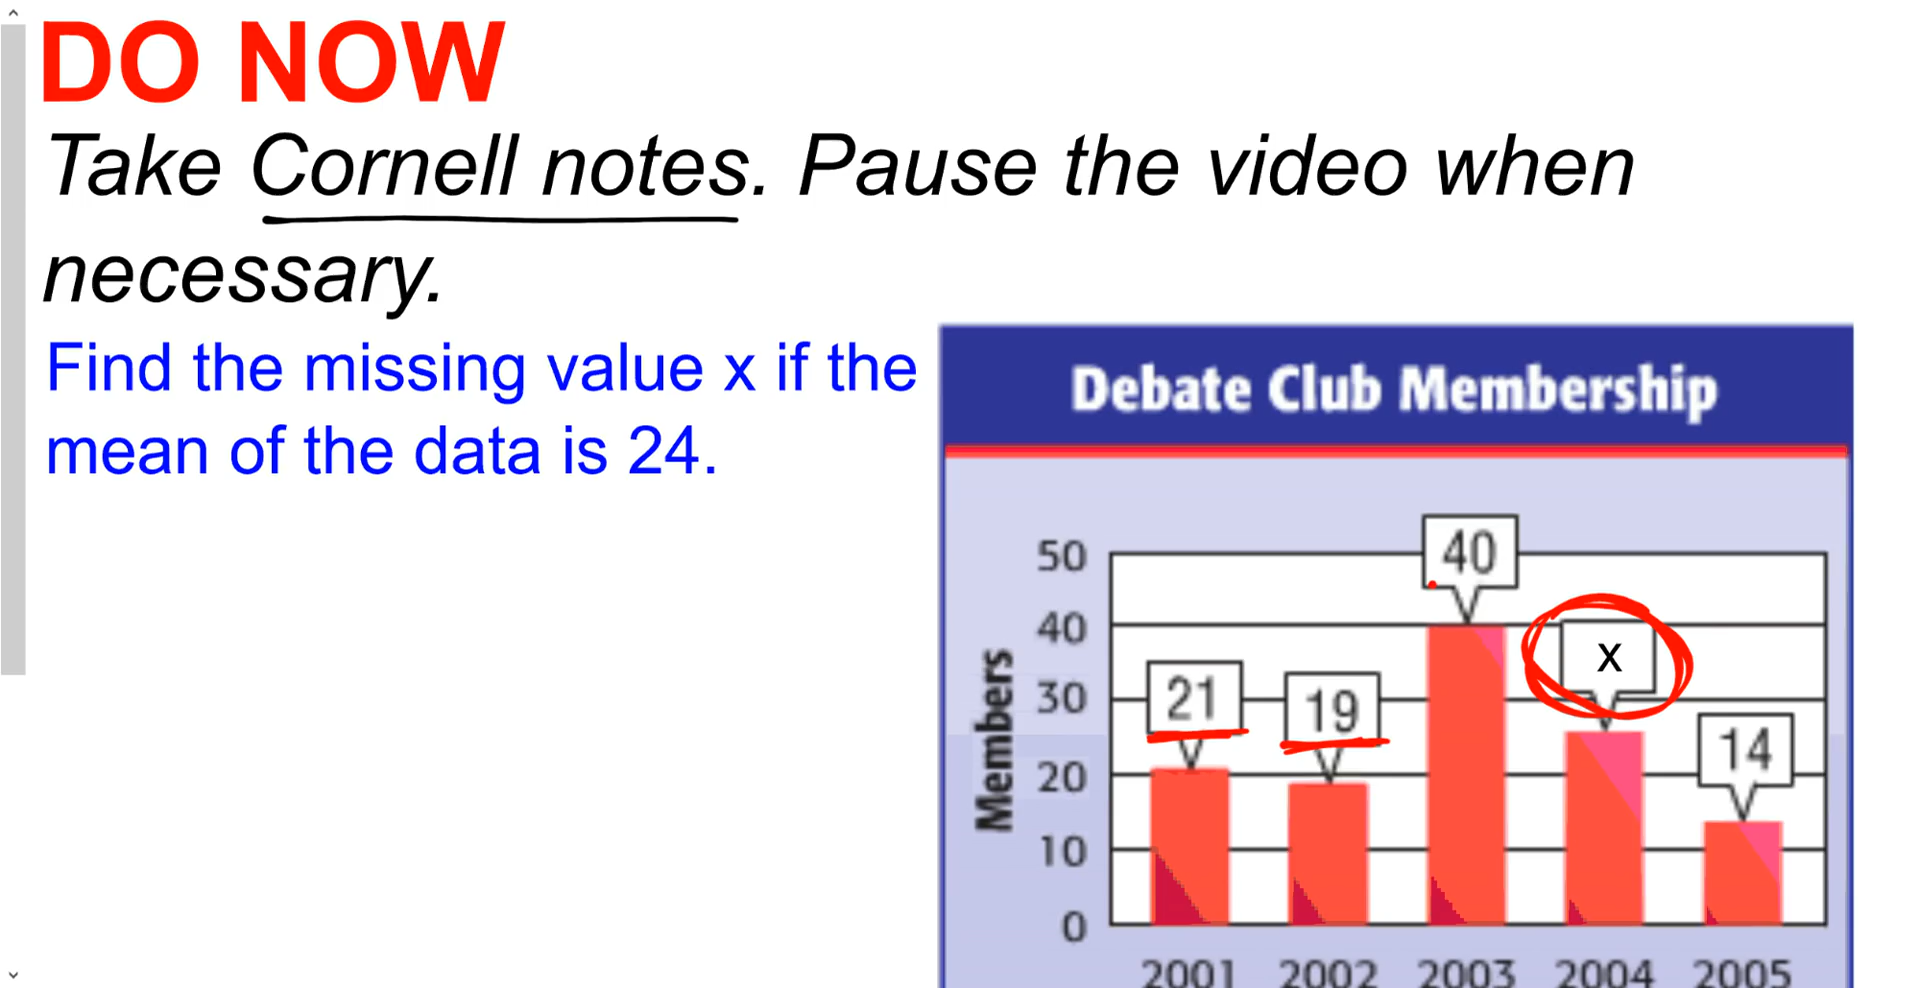 DO NOW
Take Cornell notes. Pause the video when
necessary.
Find the missing value x if the
mean of the data is 24.
Debate Club Membership
Members
50
40
30
20
10
0
21
19
40
x
14
2001 2002 2003 2004 2005